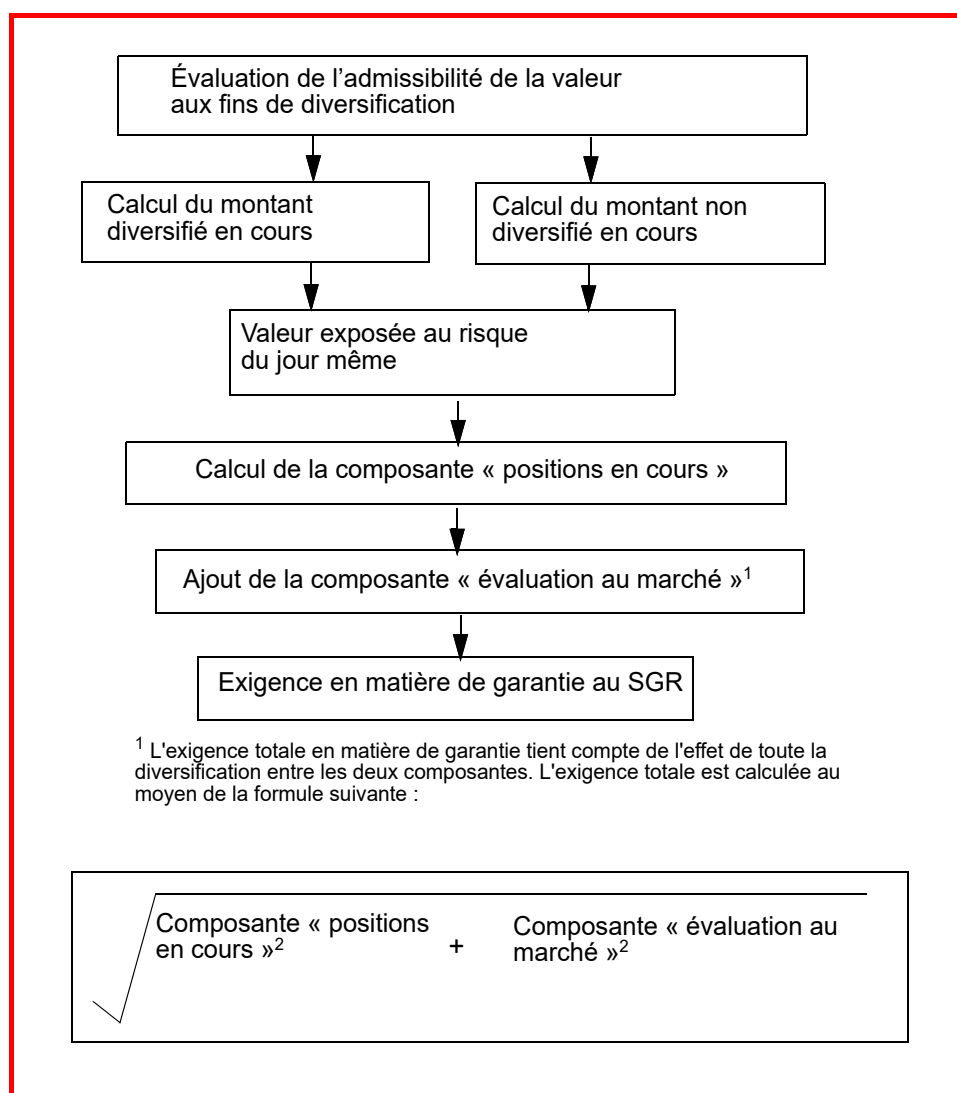 Évaluation de l’admissibilité de la valeur
aux fins de diversification
Calcul du montant
diversifié en cours
Calcul du montant non
diversifié en cours
Valeur exposée au risque
du jour même
Calcul de la composante « positions en cours »
Ajout de la composante « évaluation au marché »¹
Exigence en matière de garantie au SGR
¹ L'exigence totale en matière de garantie tient compte de l'effet de toute la
diversification entre les deux composantes. L'exigence totale est calculée au
moyen de la formule suivante :
Composante « positions
en cours »²
+
Composante « évaluation au
marché »²